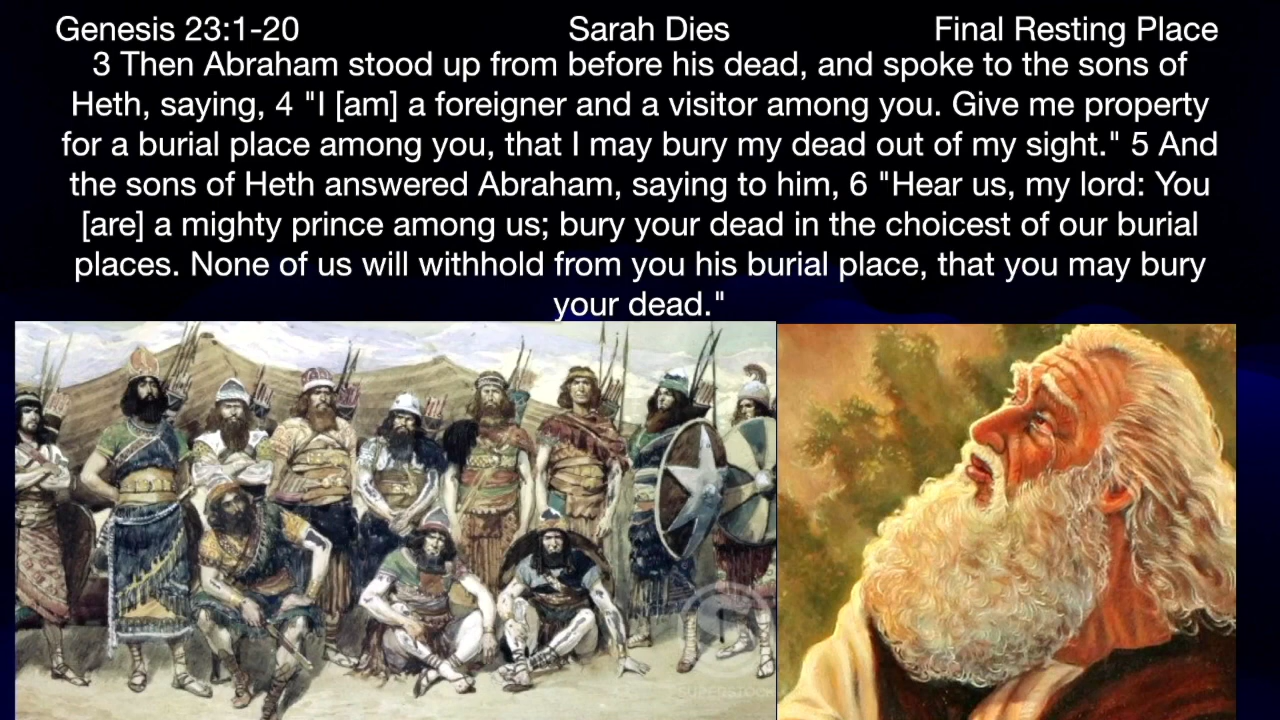 Genesis 23:1-20 Sarah Dies Final Resting Place
3 Then Abraham stood up from before his dead, and spoke to the sons of
Heth, saying, 4 "I [am] a foreigner and a visitor among you. Give me property
for a burial place among you, that I may bury my dead out of my sight." 5 And
the sons of Heth answered Abraham, saying to him, 6 "Hear us, my lord: You
[are] a mighty prince among us; bury your dead in the choicest of our burial
places. None of us will withhold from you his burial place, that you may bury
your dead."
SUPERSTOCK